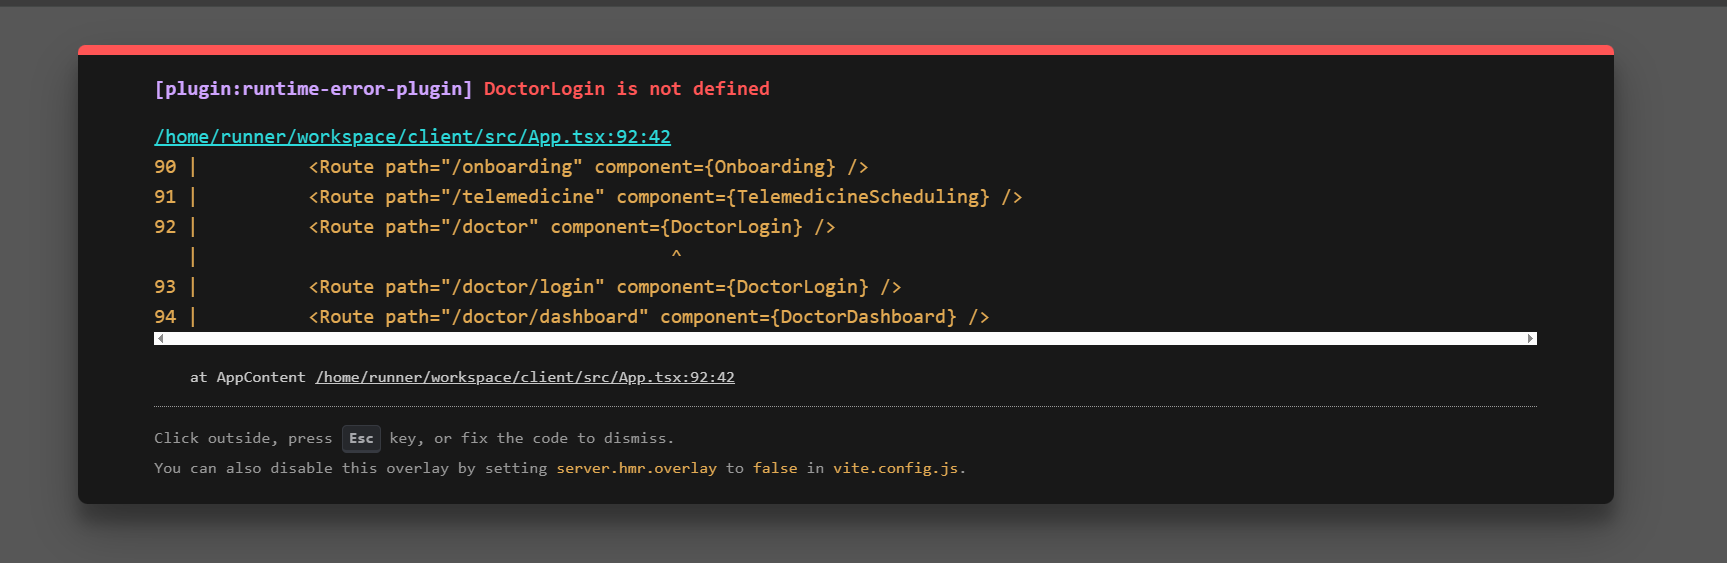 [plugin:runtime-error-plugin] DoctorLogin is not defined
/home/runner/workspace/client/src/App.tsx:92:42
90 |          <Route path="/onboarding" component={Onboarding} />
91 |          <Route path="/telemedicine" component={TelemedicineScheduling} />
92 |          <Route path="/doctor" component={DoctorLogin} />
   |                                           ^
93 |          <Route path="/doctor/login" component={DoctorLogin} />
94 |          <Route path="/doctor/dashboard" component={DoctorDashboard} />
at AppContent /home/runner/workspace/client/src/App.tsx:92:42
Click outside, press Esc key, or fix the code to dismiss.
You can also disable this overlay by setting server.hmr.overlay to false in vite.config.js.